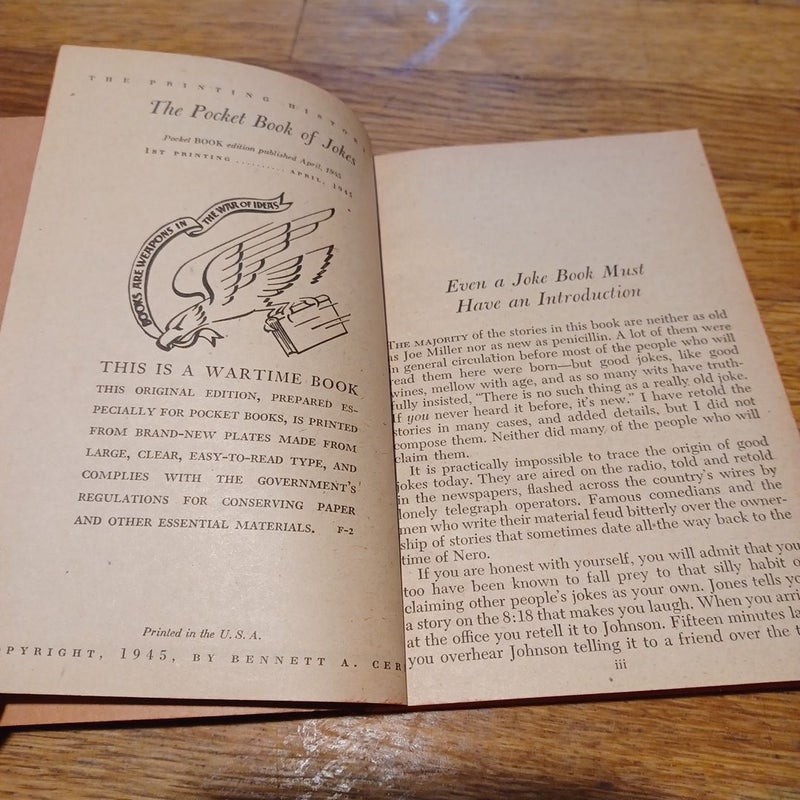 THE PRINTING HISTOR
The Pocket Book of Jokes
Pocket BOOK edition published April, 1945
1ST PRINTING .......... APRIL, 1945
BOOKS ARE WEAPONS IN THE WAR OF IDEAS
THIS IS A WARTIME BOOK
THIS ORIGINAL EDITION, PREPARED ES-
PECIALLY FOR POCKET BOOKS, IS PRINTED
FROM BRAND-NEW PLATES MADE FROM
LARGE, CLEAR, EASY-TO-READ TYPE, AND
COMPLIES WITH THE GOVERNMENT'S
REGULATIONS FOR CONSERVING PAPER
AND OTHER ESSENTIAL MATERIALS. F-2
Printed in the U. S. A.
OPYRIGHT, 1945, BY BENNETT A. CER
Even a Joke Book Must
Have an Introduction
THE MAJORITY of the stories in this book are neither as old
as Joe Miller nor as new as penicillin. A lot of them were
in general circulation before most of the people who will
read them here were born—but good jokes, like good
wines, mellow with age, and as so many wits have truth-
fully insisted, "There is no such thing as a really old joke.
If you never heard it before, it's new." I have retold the
stories in many cases, and added details, but I did not
compose them. Neither did many of the people who will
claim them.
It is practically impossible to trace the origin of good
jokes today. They are aired on the radio, told and retold
in the newspapers, flashed across the country's wires by
lonely telegraph operators. Famous comedians and the
men who write their material feud bitterly over the owner-
ship of stories that sometimes date all the way back to the
time of Nero.
If you are honest with yourself, you will admit that you
too have been known to fall prey to that silly habit o
claiming other people's jokes as your own. Jones tells yo
a story on the 8:18 that makes you laugh. When you arri
at the office you retell it to Johnson. Fifteen minutes la
you overhear Johnson telling it to a friend over the t
iii